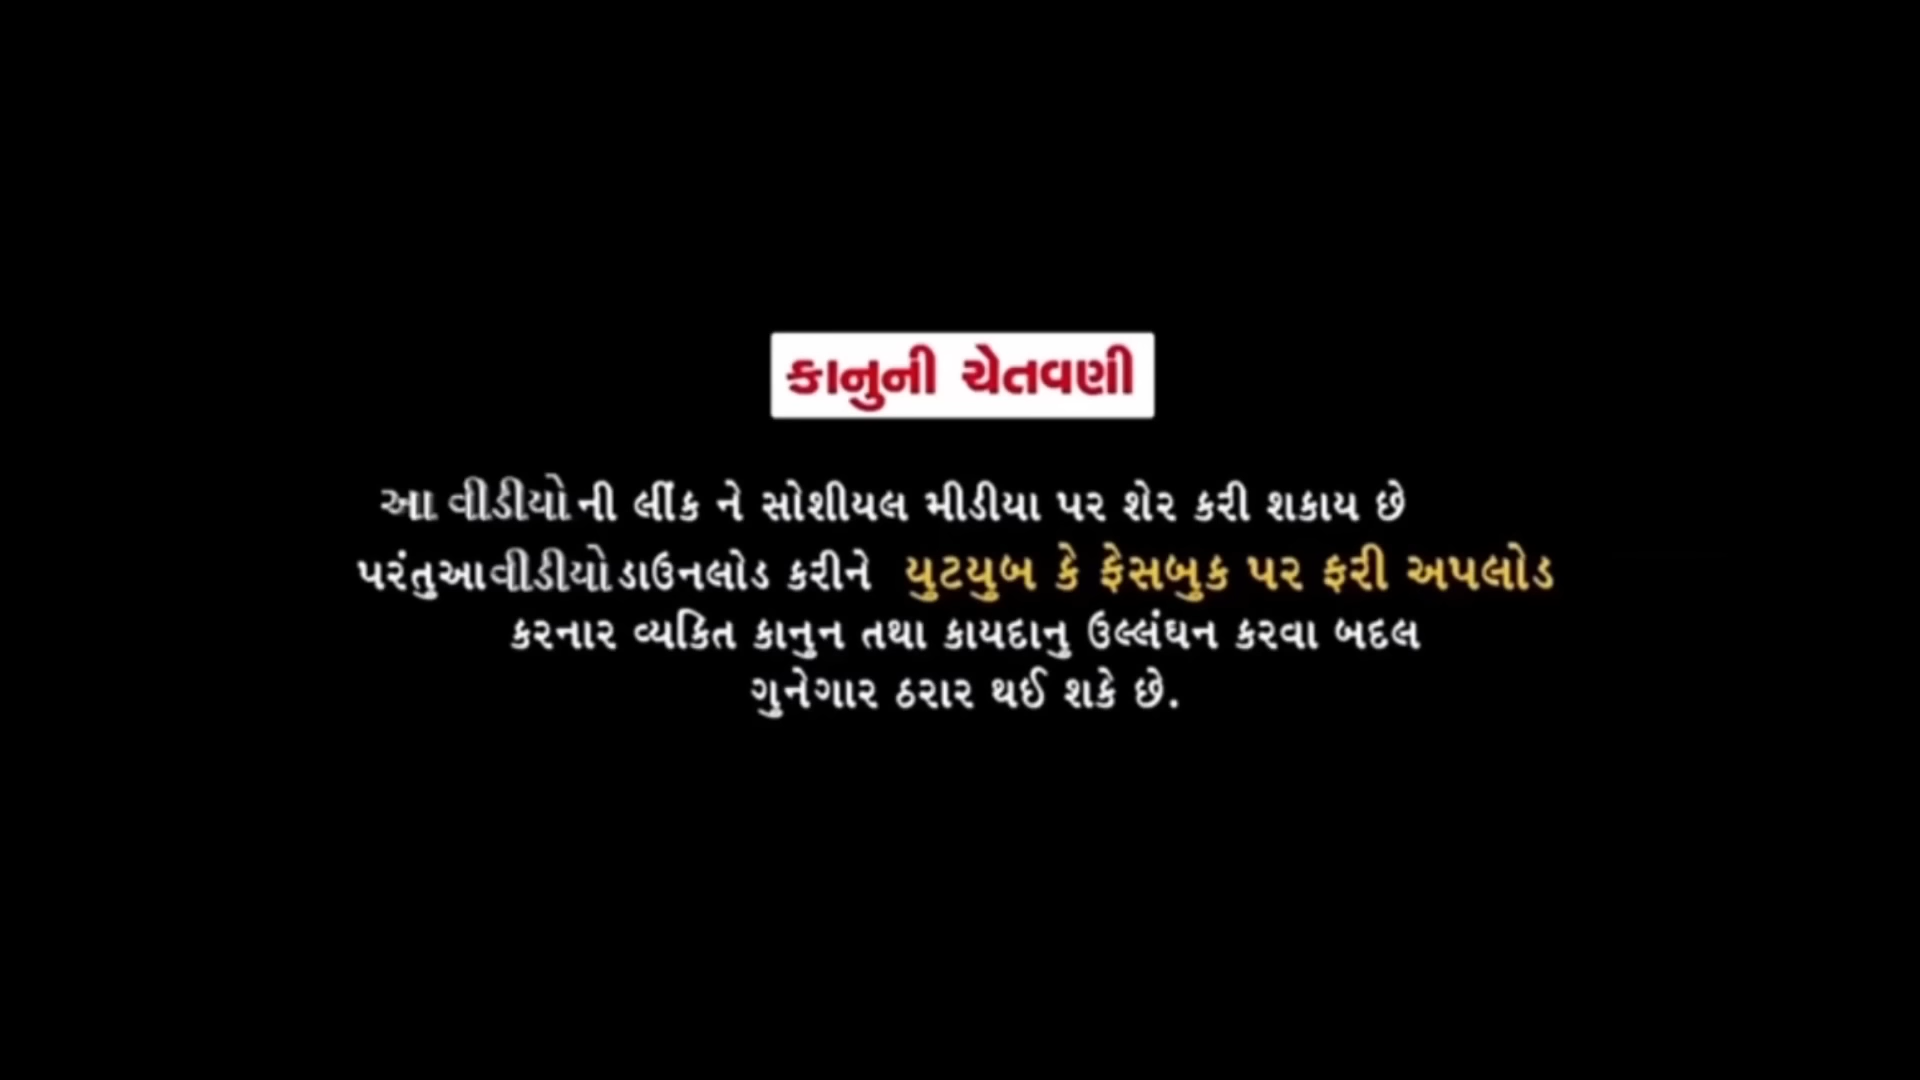 કાનુની ચેતવણી
આ વીડીયો ની લીંક ને સોશીયલ મીડીયા પર શેર કરી શકાય છે
પરંતુઆવીડીયો ડાઉનલોડ કરીને યુટયુબ કે ફેસબુક પર ફરી અપલોડ
કરનાર વ્યકિત કાનુન તથા કાયદાનુ ઉલ્લંઘન કરવા બદલ
ગુનેગાર ઠરાર થઈ શકે છે.